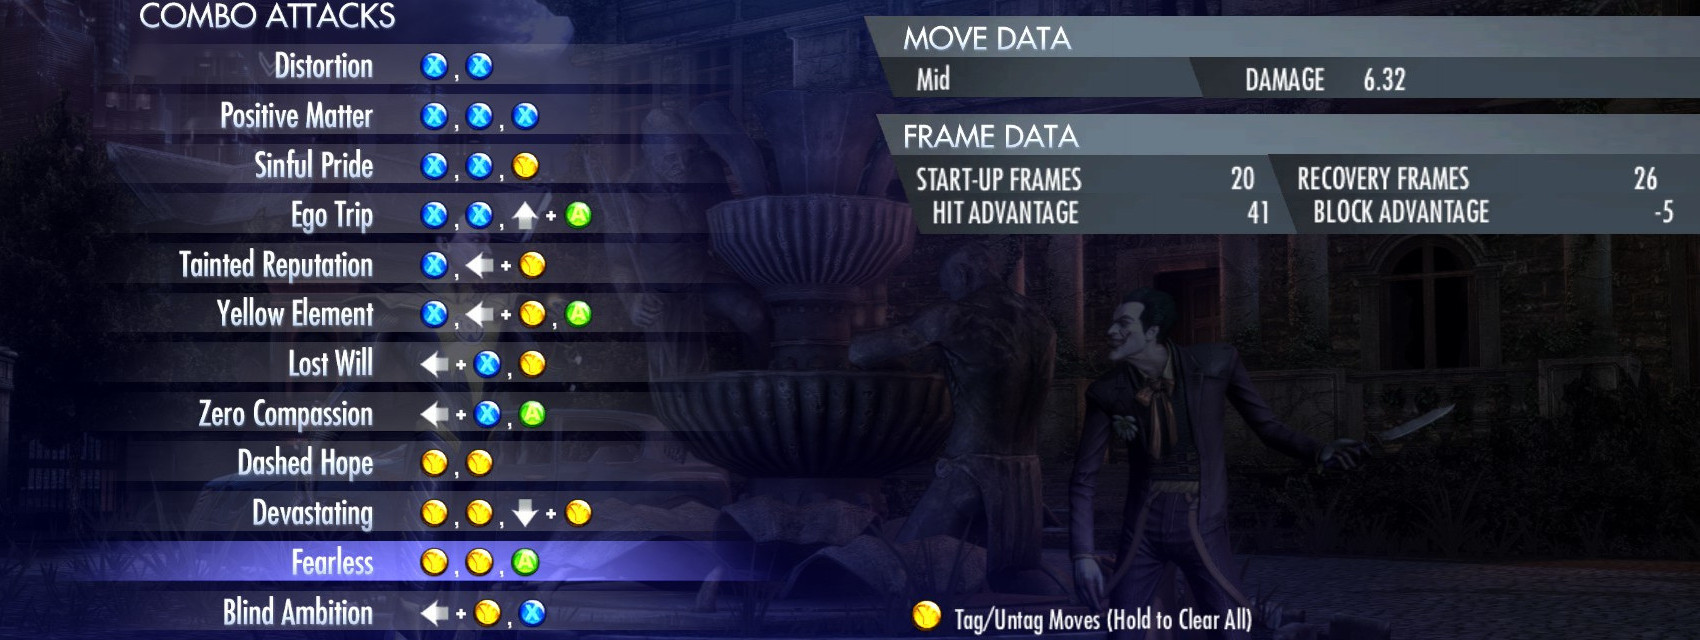 COMBO ATTACKS
Distortion X, X
Positive Matter X, X, X
Sinful Pride X, X, Y
Ego Trip X, X, + A
Tainted Reputation X, + Y
Yellow Element X, + Y, A
Lost Will + X, Y
Zero Compassion + X, A
Dashed Hope Y, Y
Devastating Y, Y, + Y
Fearless Y, Y, A
Blind Ambition + Y, X
MOVE DATA
Mid DAMAGE 6.32
FRAME DATA
START-UP FRAMES 20 RECOVERY FRAMES 26
HIT ADVANTAGE 41 BLOCK ADVANTAGE -5
Y Tag/Untag Moves (Hold to Clear All)